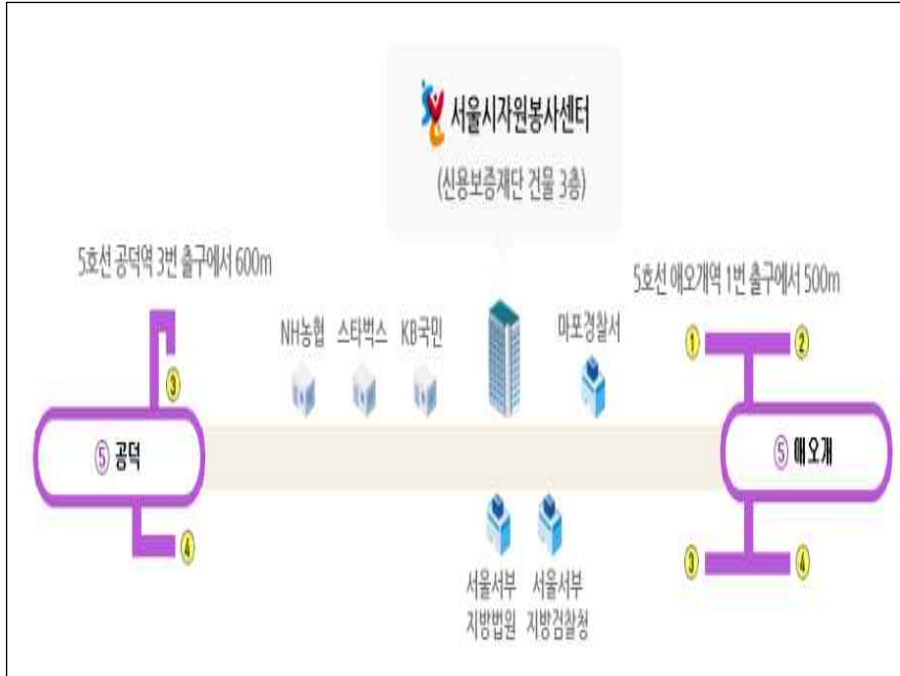 서울시자원봉사센터
(신용보증재단 건물 3층)
5호선 공덕역 3번 출구에서 600m
5호선 애오개역 1번 출구에서 500m
NH농협 스타벅스 KB국민 마포경찰서
① ②
③
⑤ 공덕
⑤ 애오개
④
③ ④
서울서부
지방법원
서울서부
지방검찰청